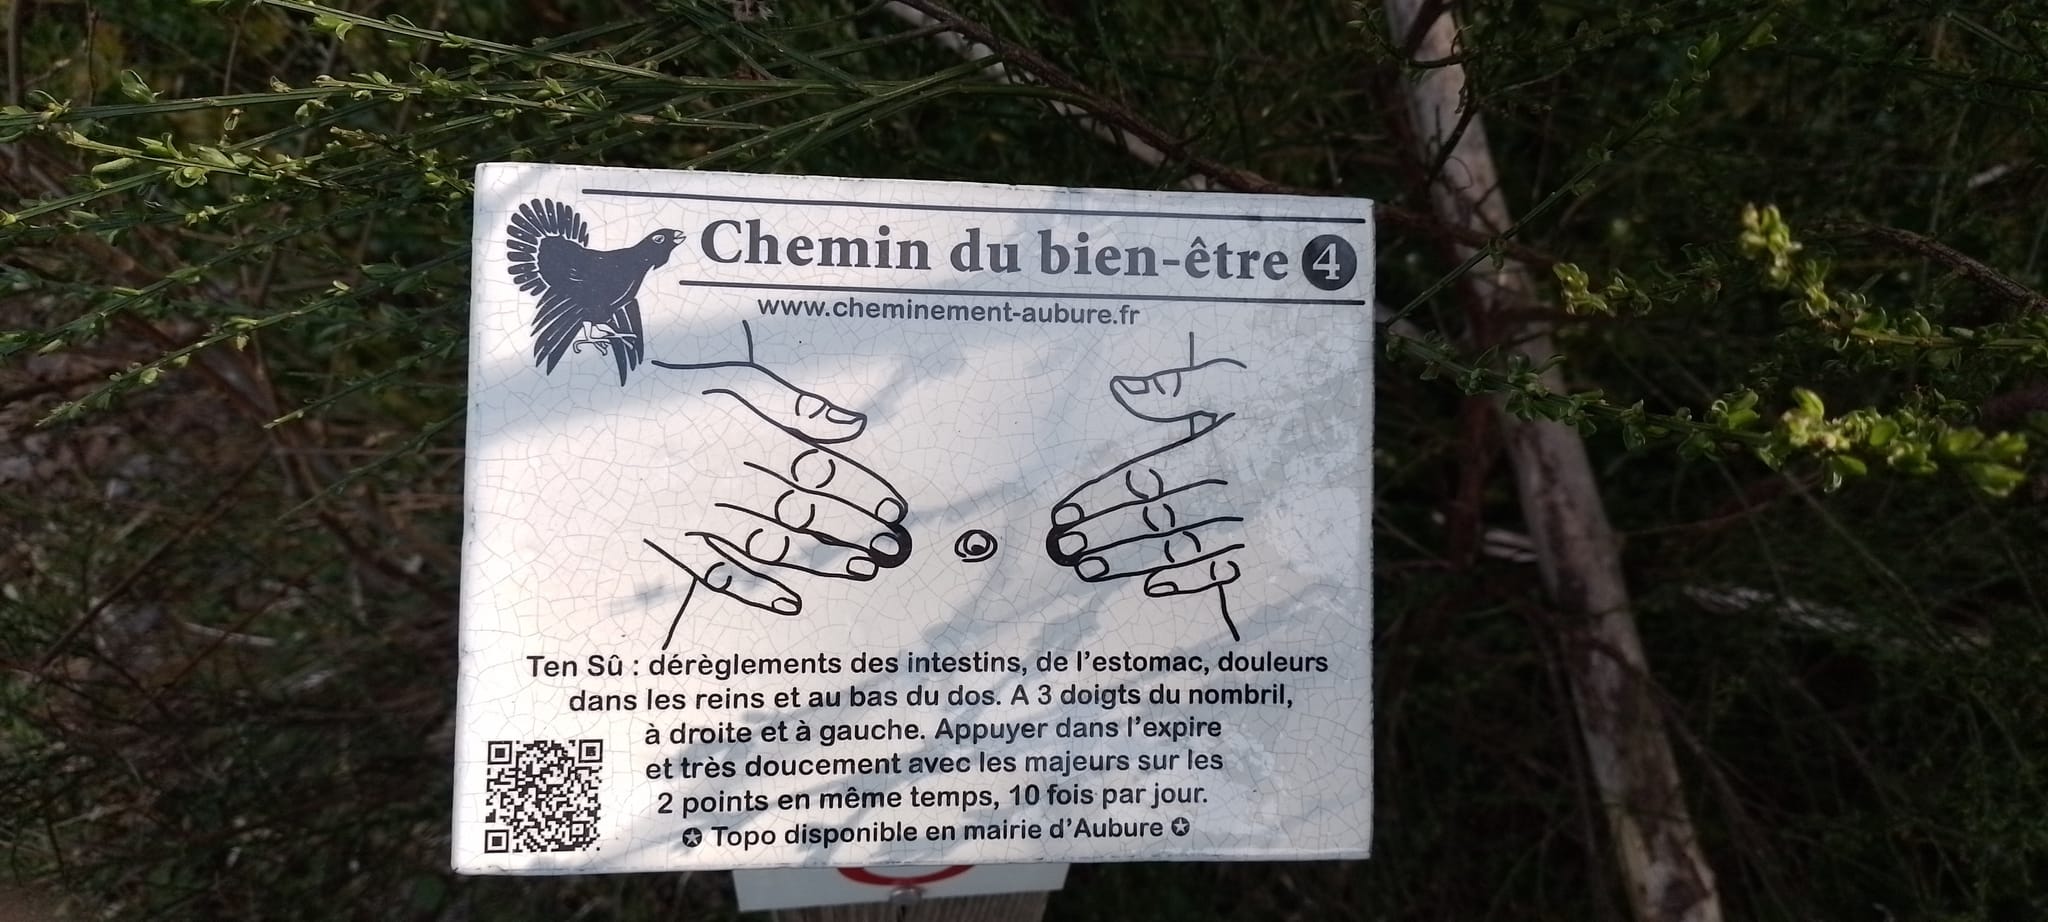 Chemin du bien-être 4
www.cheminement-aubure.fr
Ten Sû : dérèglements des intestins, de l'estomac, douleurs
dans les reins et au bas du dos. A 3 doigts du nombril,
à droite et à gauche. Appuyer dans l'expire
et très doucement avec les majeurs sur les
2 points en même temps, 10 fois par jour.
✪ Topo disponible en mairie d'Aubure ✪